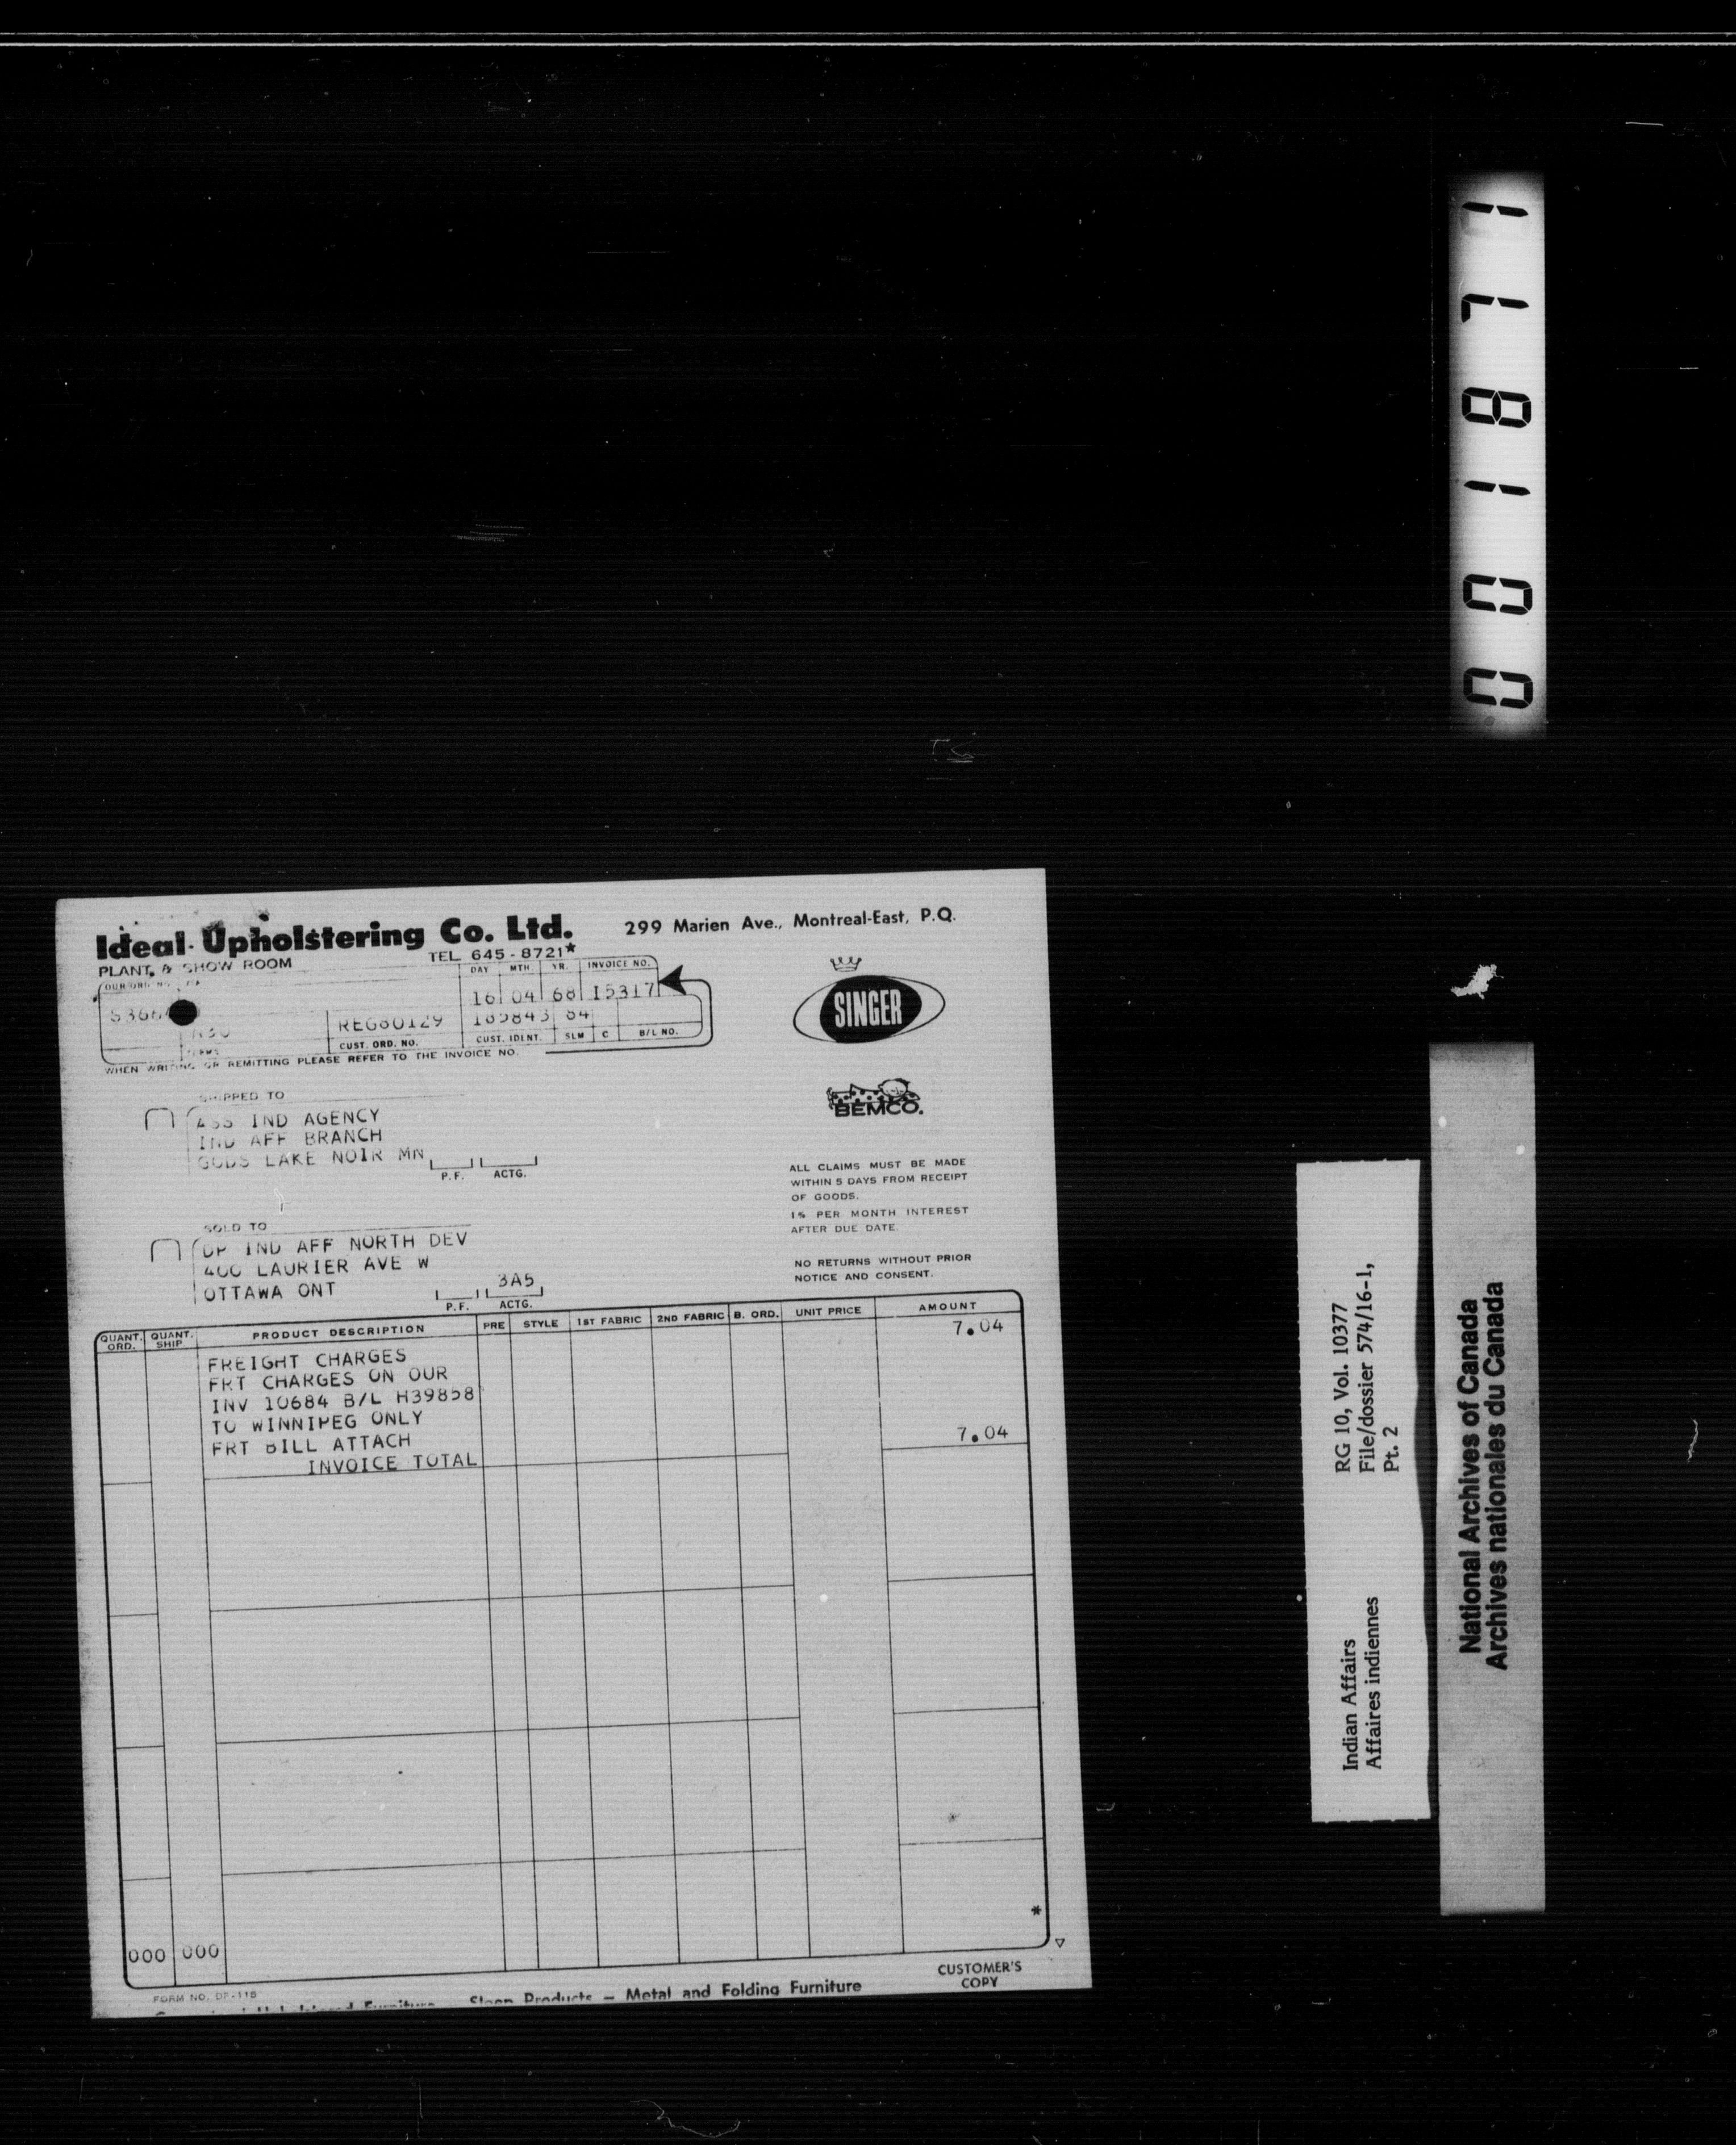 Ideal Upholstering Co. Ltd. 299 Marien Ave., Montreal-East, P.Q.
PLANT & SHOW ROOM TEL 645-8721*
DAY MTH. YR. INVOICE NO.
16 04 68 I5317
REG80129 84
CUST. ORD. NO. CUST. IDENT. SLM C B/L NO.
TERMS
WHEN WRITING OR REMITTING PLEASE REFER TO THE INVOICE NO.
SINGER
BEMCO.
SHIPPED TO
ASS IND AGENCY
IND AFF BRANCH
GODS LAKE NOIR MN
P.F. ACTG.
ALL CLAIMS MUST BE MADE
WITHIN 5 DAYS FROM RECEIPT
OF GOODS.
1% PER MONTH INTEREST
AFTER DUE DATE.
NO RETURNS WITHOUT PRIOR
NOTICE AND CONSENT.
SOLD TO
DP IND AFF NORTH DEV
400 LAURIER AVE W
OTTAWA ONT
3A5
P.F. ACTG.
QUANT. ORD. QUANT. SHIP. PRODUCT DESCRIPTION PRE STYLE 1ST FABRIC 2ND FABRIC B. ORD. UNIT PRICE AMOUNT
FREIGHT CHARGES 7.04
FRT CHARGES ON OUR
INV 10684 B/L H39858
TO WINNIPEG ONLY
FRT BILL ATTACH
INVOICE TOTAL 7.04
*
000 000
FORM NO. DP-118
CUSTOMER'S
COPY
Sleep Products — Metal and Folding Furniture
Indian Affairs
Affaires indiennes
RG 10, Vol. 10377
File/dossier 574/16-1,
Pt. 2
National Archives of Canada
Archives nationales du Canada
001871